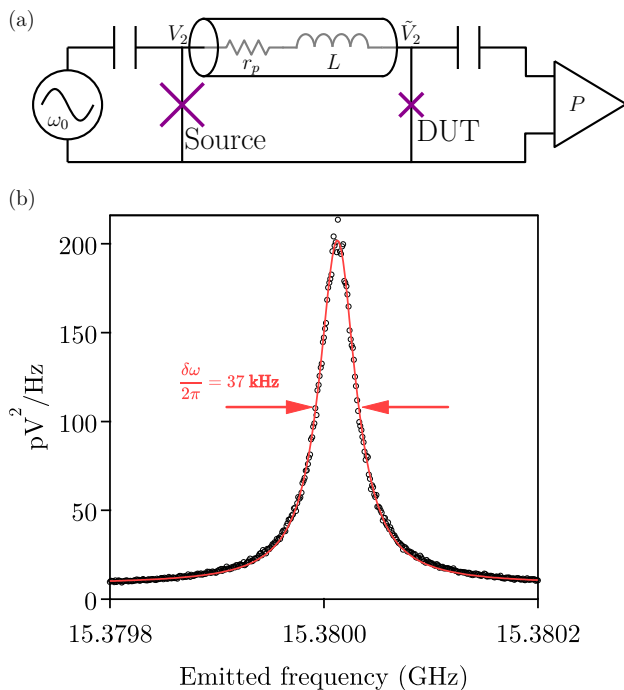 (a)
V₂
Ṽ₂
r_p
L
ω₀
P
Source
DUT
(b)
pV²/Hz
200
150
100
50
0
δω/2π = 37 kHz
15.3798
15.3800
15.3802
Emitted frequency (GHz)